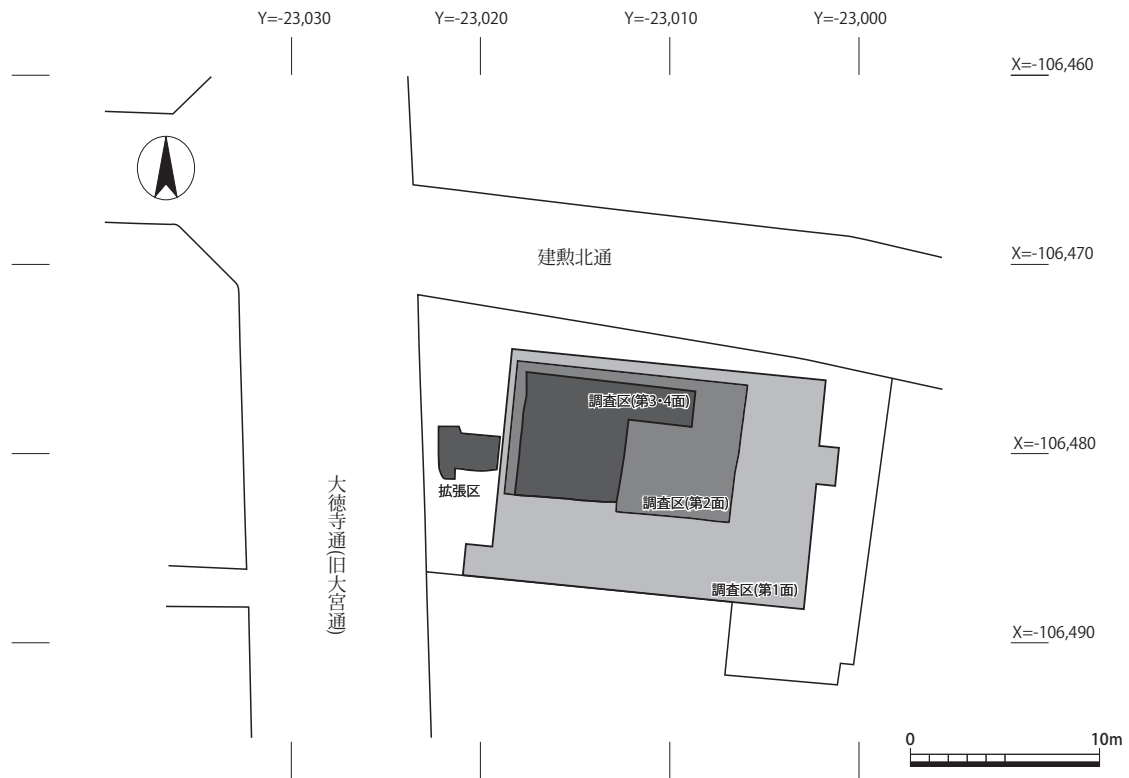 Y=-23,030
Y=-23,020
Y=-23,010
Y=-23,000
X=-106,460
X=-106,470
建勲北通
調査区(第3・4面)
X=-106,480
拡張区
調査区(第2面)
大徳寺通(旧大宮通)
調査区(第1面)
X=-106,490
0
10m